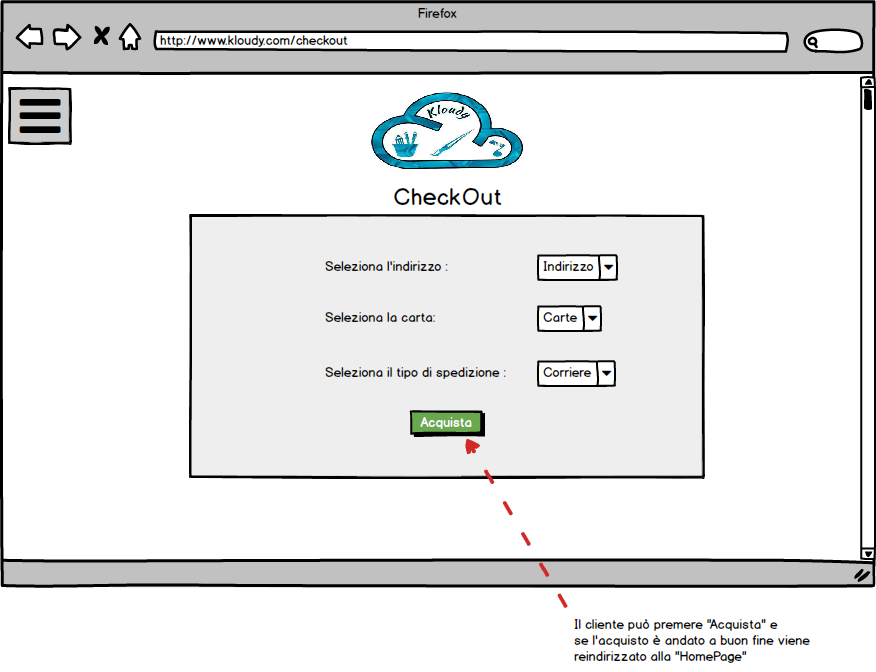 Firefox
http://www.kloudy.com/checkout
Kloudy
CheckOut
Seleziona l'indirizzo :
Indirizzo
Seleziona la carta:
Carte
Seleziona il tipo di spedizione :
Corriere
Acquista
Il cliente può premere "Acquista" e
se l'acquisto è andato a buon fine viene
reindirizzato alla "HomePage"